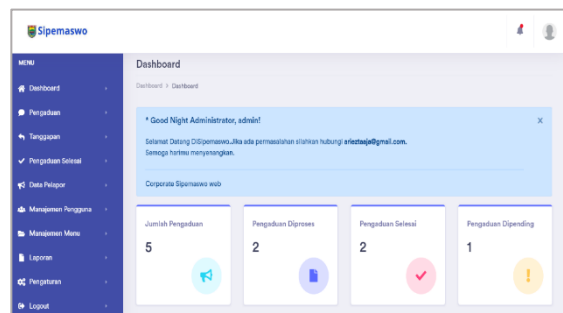 Sipemaswo
MENU
Dashboard
Pengaduan
Tanggapan
Pengaduan Selesai
Data Pelapor
Manajemen Pengguna
Manajemen Menu
Laporan
Pengaturan
Logout
Dashboard
Dashboard > Dashboard
* Good Night Administrator, admin!
X
Selamat Datang DiSipemaswo.Jika ada permasalahan silahkan hubungi arieztasja@gmail.com.
Semoga harimu menyenangkan.
Corporate Sipemaswo web
Jumlah Pengaduan
5
Pengaduan Diproses
2
Pengaduan Selesai
2
Pengaduan Dipending
1